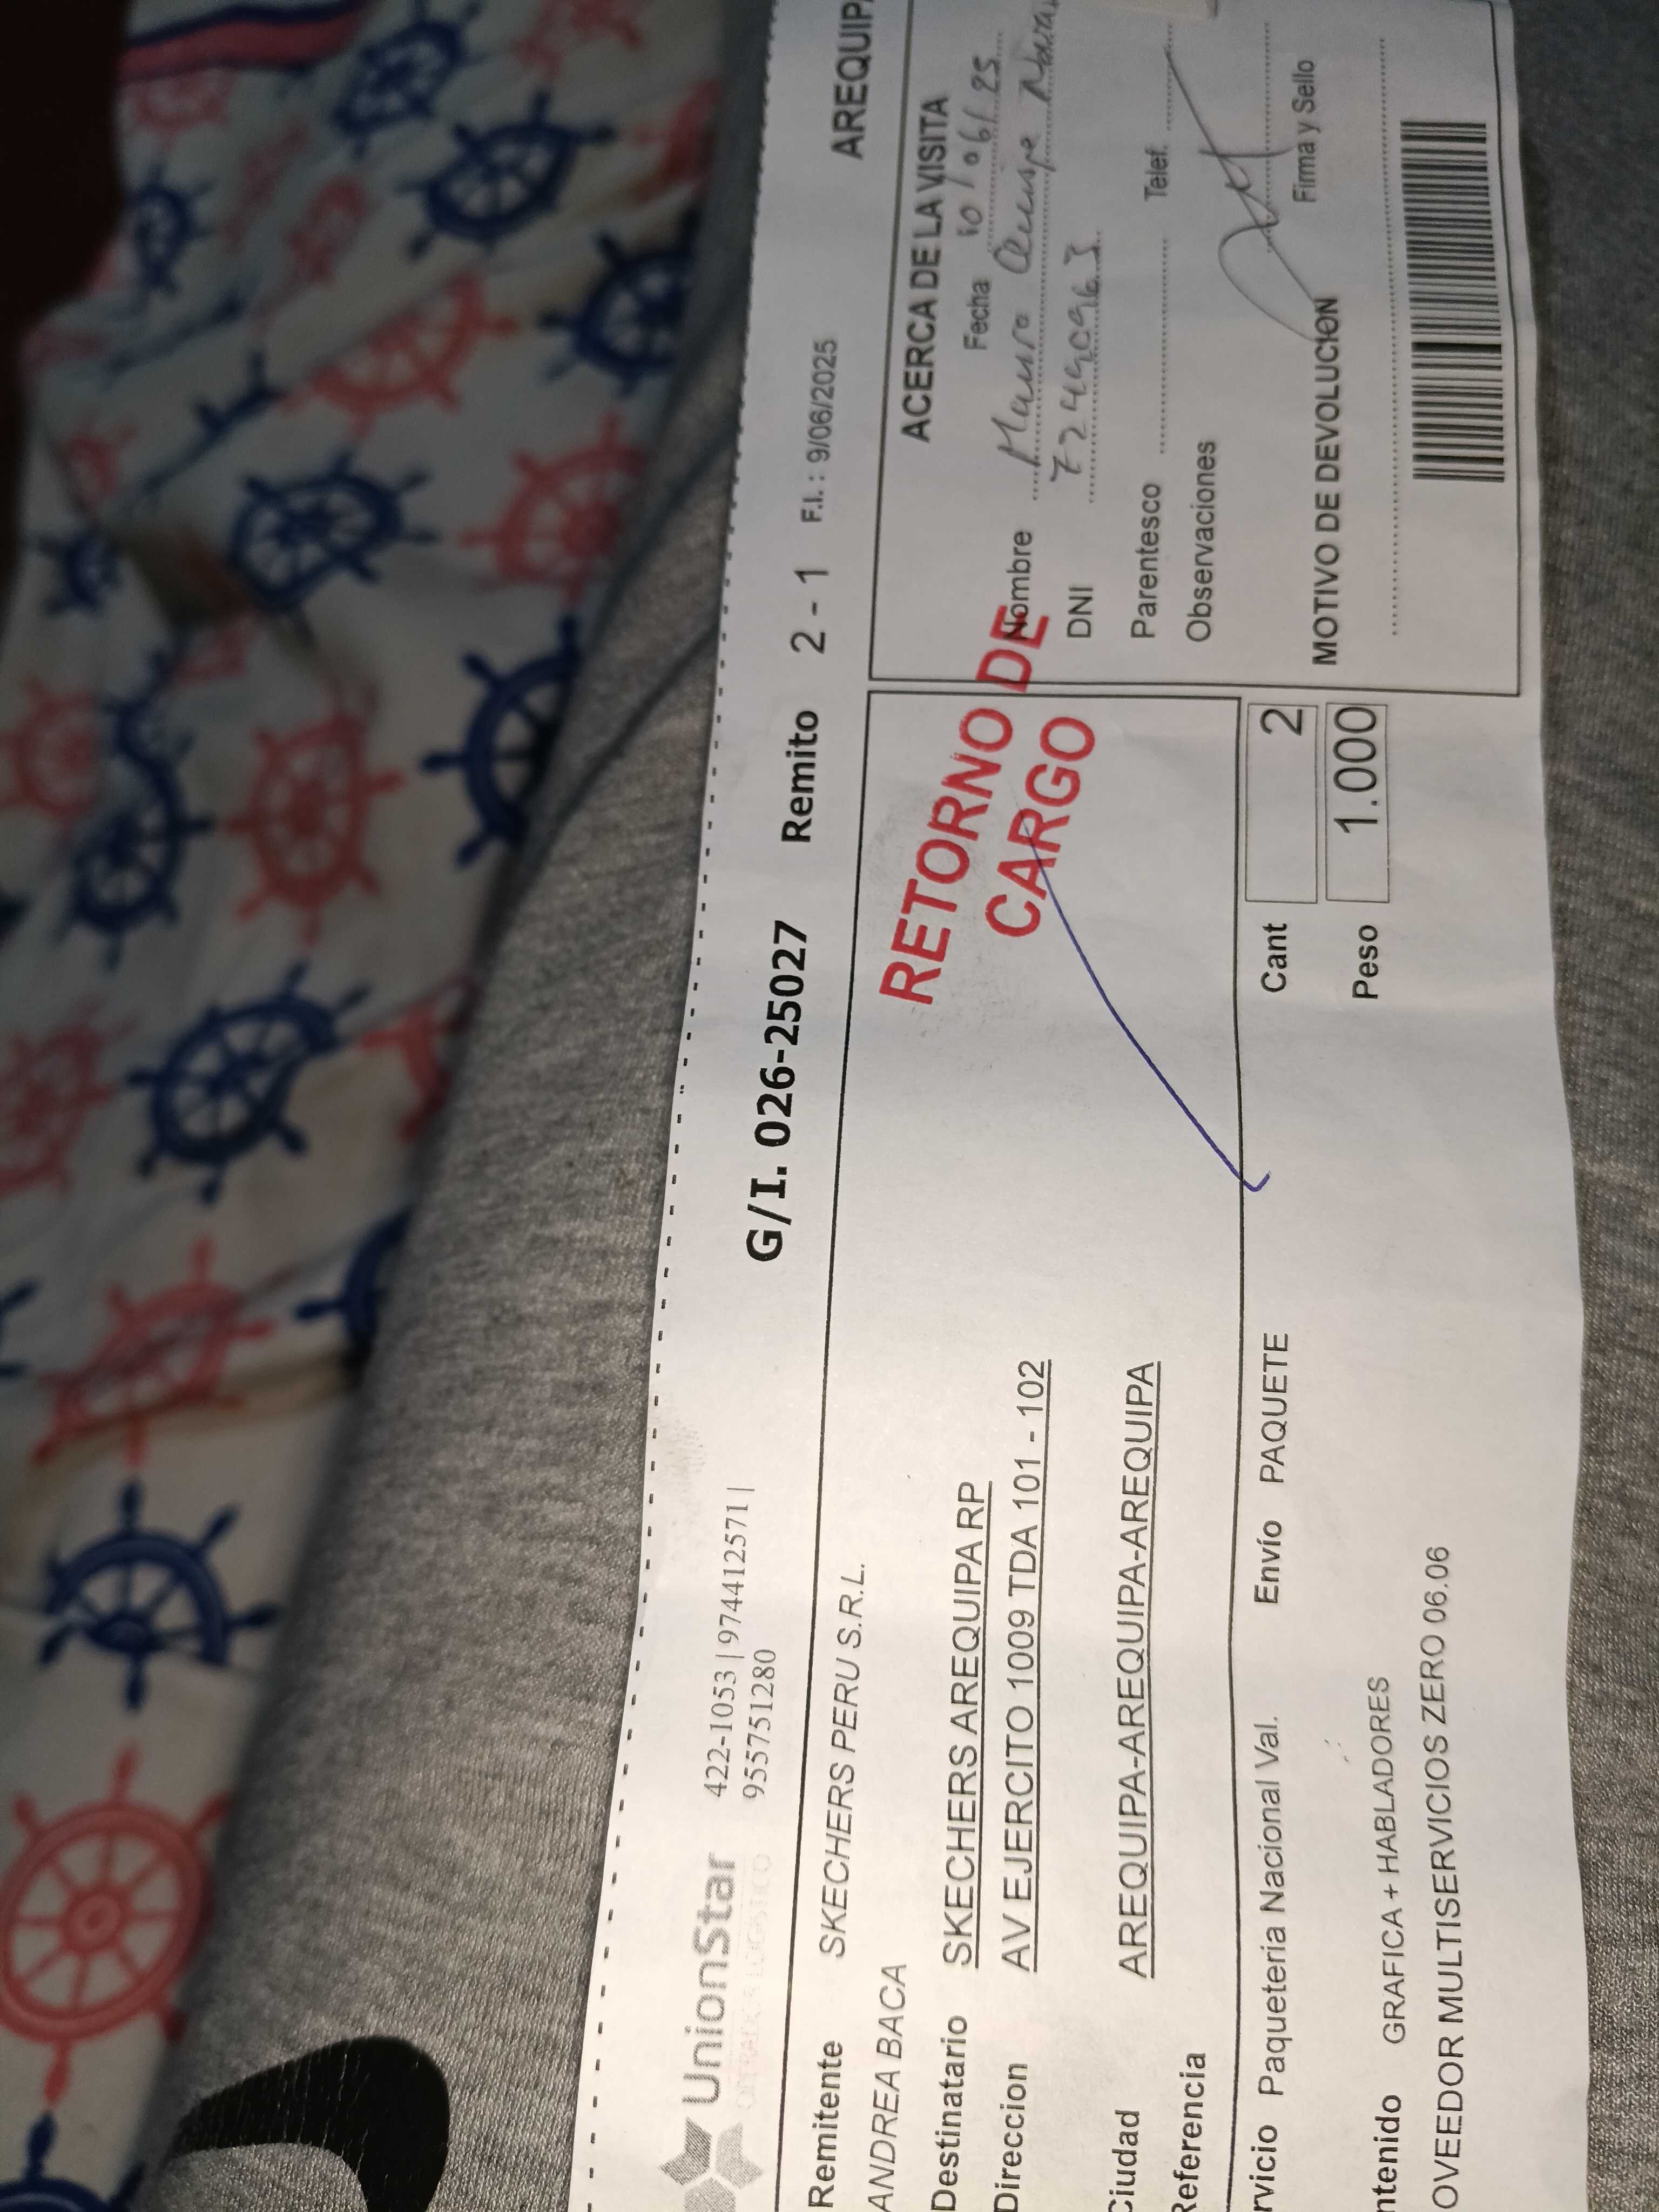 UnionStar
422-1053 | 974412571 |
955751280
G/I. 026-25027 Remito 2 - 1 F.I. : 9/06/2025
AREQUIP
Remitente SKECHERS PERU S.R.L.
ANDREA BACA
Destinatario SKECHERS AREQUIPA RP
Direccion AV EJERCITO 1009 TDA 101 - 102
Ciudad AREQUIPA-AREQUIPA-AREQUIPA
Referencia
RETORNO DE
CARGO
rvicio Paqueteria Nacional Val. Envío PAQUETE
Cant 2
Peso 1.000
ntenido GRAFICA + HABLADORES
OVEEDOR MULTISERVICIOS ZERO 06.06
ACERCA DE LA VISITA
Fecha 10/06/25
Nombre Mauro
DNI
Parentesco Telef.
Observaciones
Firma y Sello
MOTIVO DE DEVOLUCION